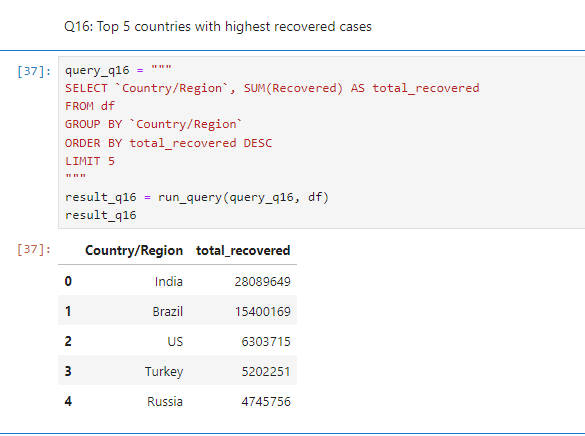 Q16: Top 5 countries with highest recovered cases
[37]: query_q16 = """
SELECT `Country/Region`, SUM(Recovered) AS total_recovered
FROM df
GROUP BY `Country/Region`
ORDER BY total_recovered DESC
LIMIT 5
"""
result_q16 = run_query(query_q16, df)
result_q16
[37]: Country/Region total_recovered
0 India 28089649
1 Brazil 15400169
2 US 6303715
3 Turkey 5202251
4 Russia 4745756